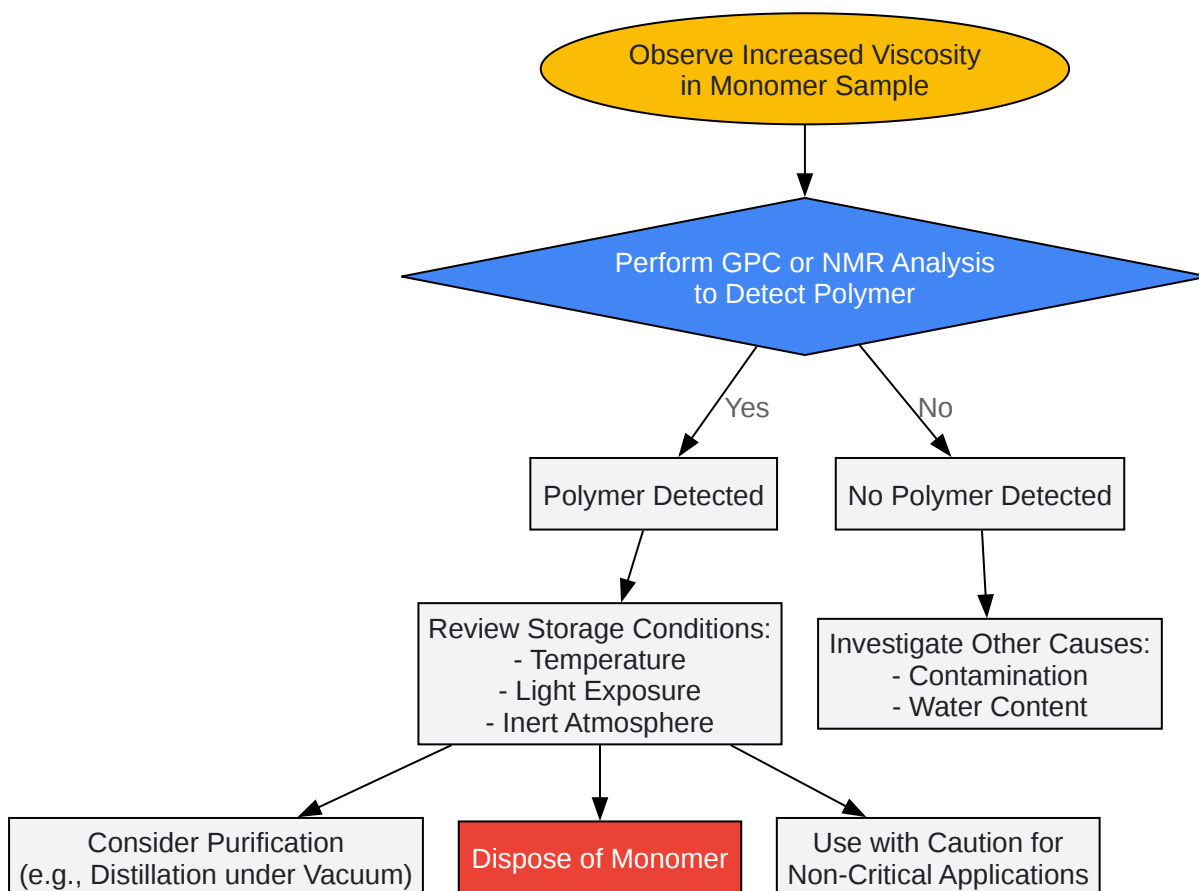 Observe Increased Viscosity
in Monomer Sample
Perform GPC or NMR Analysis
to Detect Polymer
Yes
No
Polymer Detected
No Polymer Detected
Review Storage Conditions:
- Temperature
- Light Exposure
- Inert Atmosphere
Investigate Other Causes:
- Contamination
- Water Content
Consider Purification
(e.g., Distillation under Vacuum)
Dispose of Monomer
Use with Caution for
Non-Critical Applications